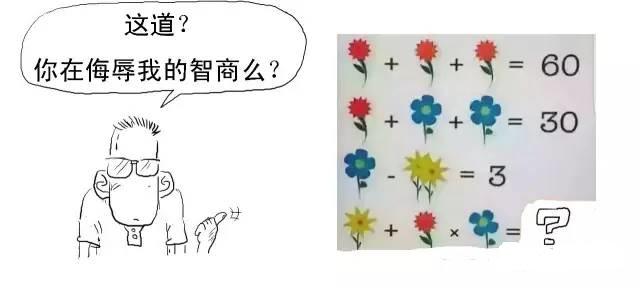 这道?
你在侮辱我的智商么?
+ + = 60
+ + = 30
- = 3
+ × = ?